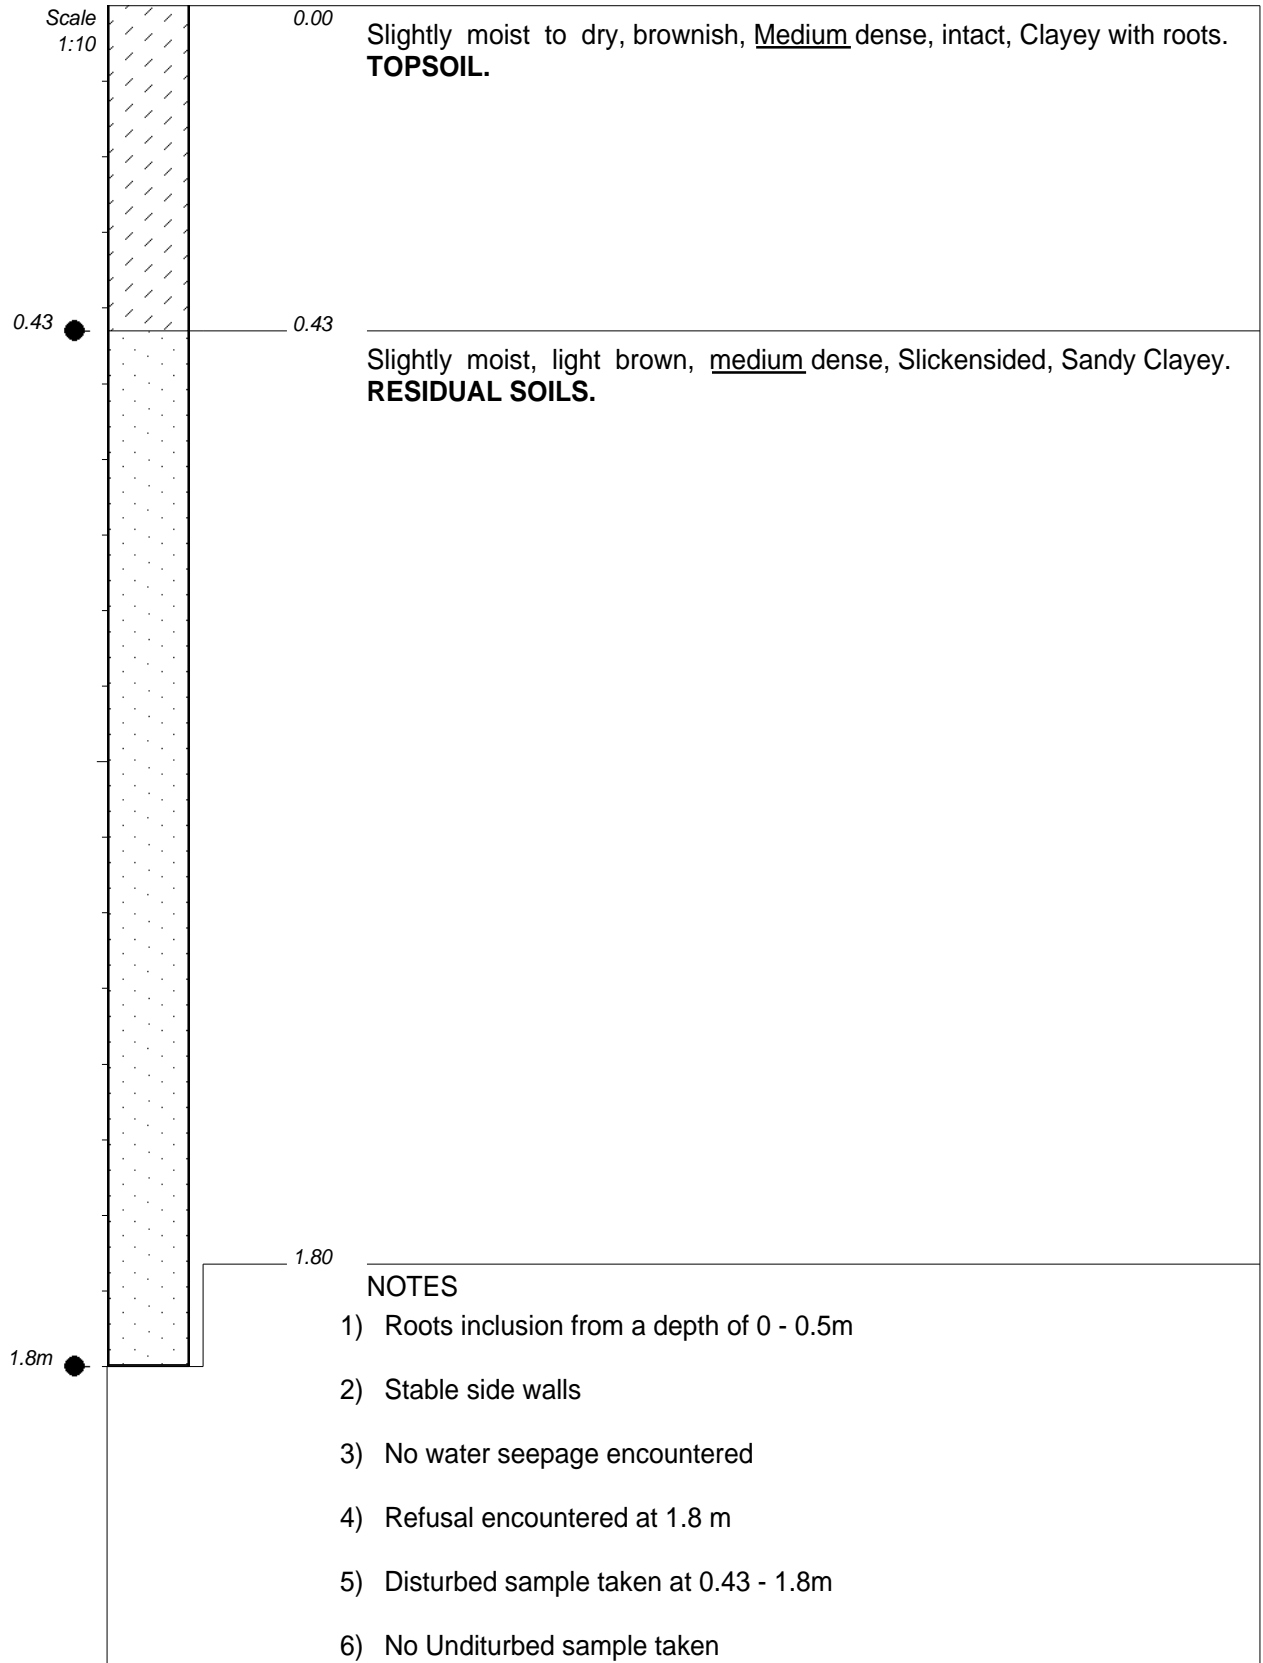 Scale
1:10
0.00
Slightly moist to dry, brownish, Medium dense, intact, Clayey with roots.
TOPSOIL.
0.43
0.43
Slightly moist, light brown, medium dense, Slickensided, Sandy Clayey.
RESIDUAL SOILS.
1.80
NOTES
1) Roots inclusion from a depth of 0 - 0.5m
1.8m
2) Stable side walls
3) No water seepage encountered
4) Refusal encountered at 1.8 m
5) Disturbed sample taken at 0.43 - 1.8m
6) No Unditurbed sample taken